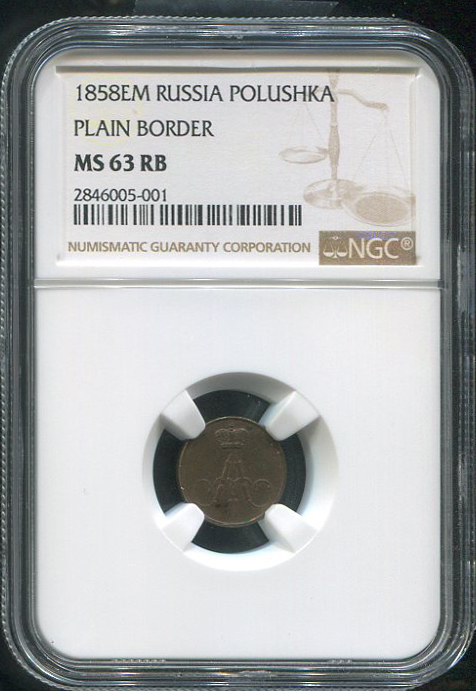 1858EM RUSSIA POLUSHKA
PLAIN BORDER
MS 63 RB
2846005-001
NUMISMATIC GUARANTY CORPORATION NGC®